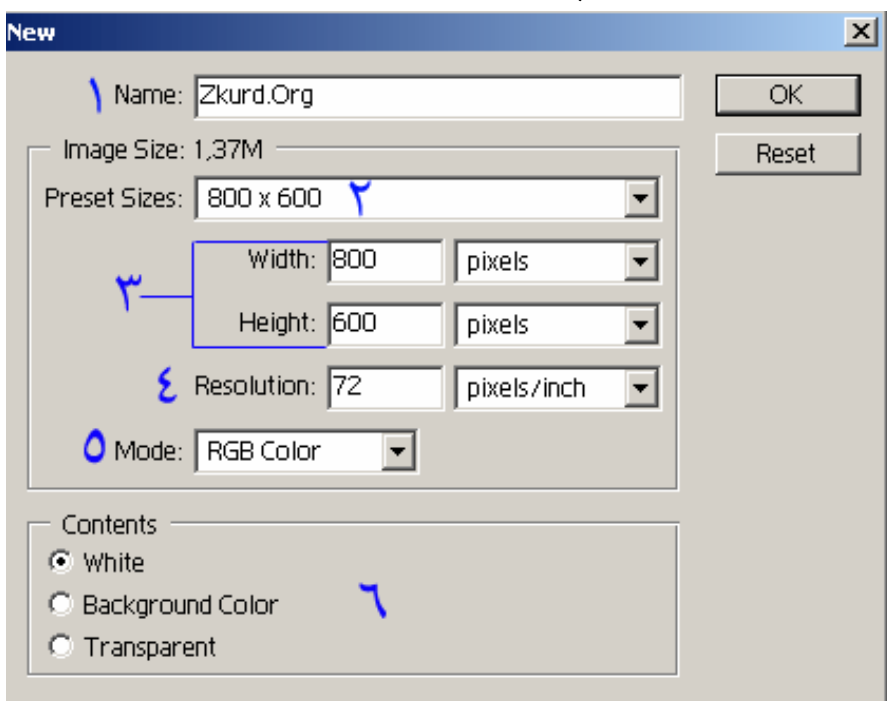 New
١ Name: Zkurd.Org OK
Image Size: 1,37M Reset
Preset Sizes: 800 x 600 ٢
٣ Width: 800 pixels
Height: 600 pixels
٤ Resolution: 72 pixels/inch
٥ Mode: RGB Color
Contents
White
Background Color ٦
Transparent